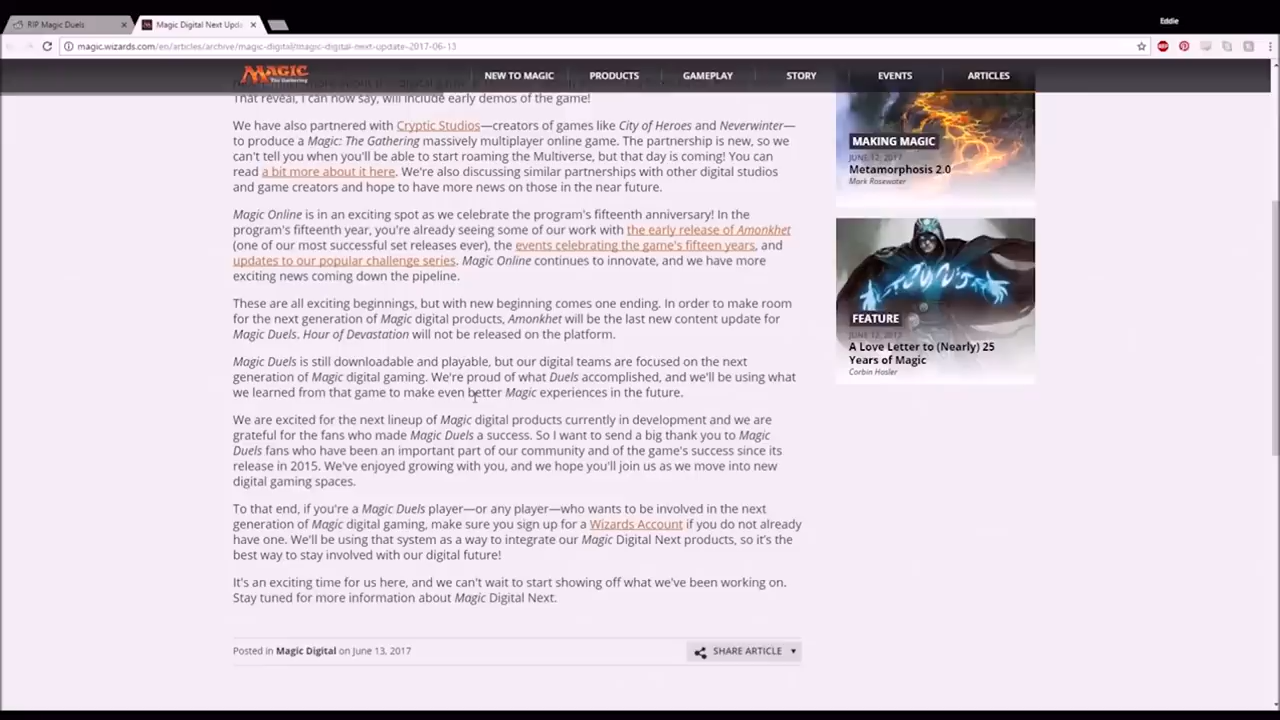 RIP Magic Duels
Magic Digital Next Upda
Eddie
magic.wizards.com/en/articles/archive/magic-digital/magic-digital-next-update-2017-06-13
MAGIC
The Gathering
NEW TO MAGIC
PRODUCTS
GAMEPLAY
STORY
EVENTS
ARTICLES
That reveal, I can now say, will include early demos of the game!
We have also partnered with Cryptic Studios—creators of games like City of Heroes and Neverwinter—
to produce a Magic: The Gathering massively multiplayer online game. The partnership is new, so we
can't tell you when you'll be able to start roaming the Multiverse, but that day is coming! You can
read a bit more about it here. We're also discussing similar partnerships with other digital studios
and game creators and hope to have more news on those in the near future.
Magic Online is in an exciting spot as we celebrate the program's fifteenth anniversary! In the
program's fifteenth year, you're already seeing some of our work with the early release of Amonkhet
(one of our most successful set releases ever), the events celebrating the game's fifteen years, and
updates to our popular challenge series. Magic Online continues to innovate, and we have more
exciting news coming down the pipeline.
These are all exciting beginnings, but with new beginning comes one ending. In order to make room
for the next generation of Magic digital products, Amonkhet will be the last new content update for
Magic Duels. Hour of Devastation will not be released on the platform.
Magic Duels is still downloadable and playable, but our digital teams are focused on the next
generation of Magic digital gaming. We're proud of what Duels accomplished, and we'll be using what
we learned from that game to make even better Magic experiences in the future.
We are excited for the next lineup of Magic digital products currently in development and we are
grateful for the fans who made Magic Duels a success. So I want to send a big thank you to Magic
Duels fans who have been an important part of our community and of the game's success since its
release in 2015. We've enjoyed growing with you, and we hope you'll join us as we move into new
digital gaming spaces.
To that end, if you're a Magic Duels player—or any player—who wants to be involved in the next
generation of Magic digital gaming, make sure you sign up for a Wizards Account if you do not already
have one. We'll be using that system as a way to integrate our Magic Digital Next products, so it's the
best way to stay involved with our digital future!
It's an exciting time for us here, and we can't wait to start showing off what we've been working on.
Stay tuned for more information about Magic Digital Next.
Posted in Magic Digital on June 13, 2017
SHARE ARTICLE
MAKING MAGIC
JUNE 12, 2017
Metamorphosis 2.0
Mark Rosewater
FEATURE
JUNE 12, 2017
A Love Letter to (Nearly) 25
Years of Magic
Corbin Hosler